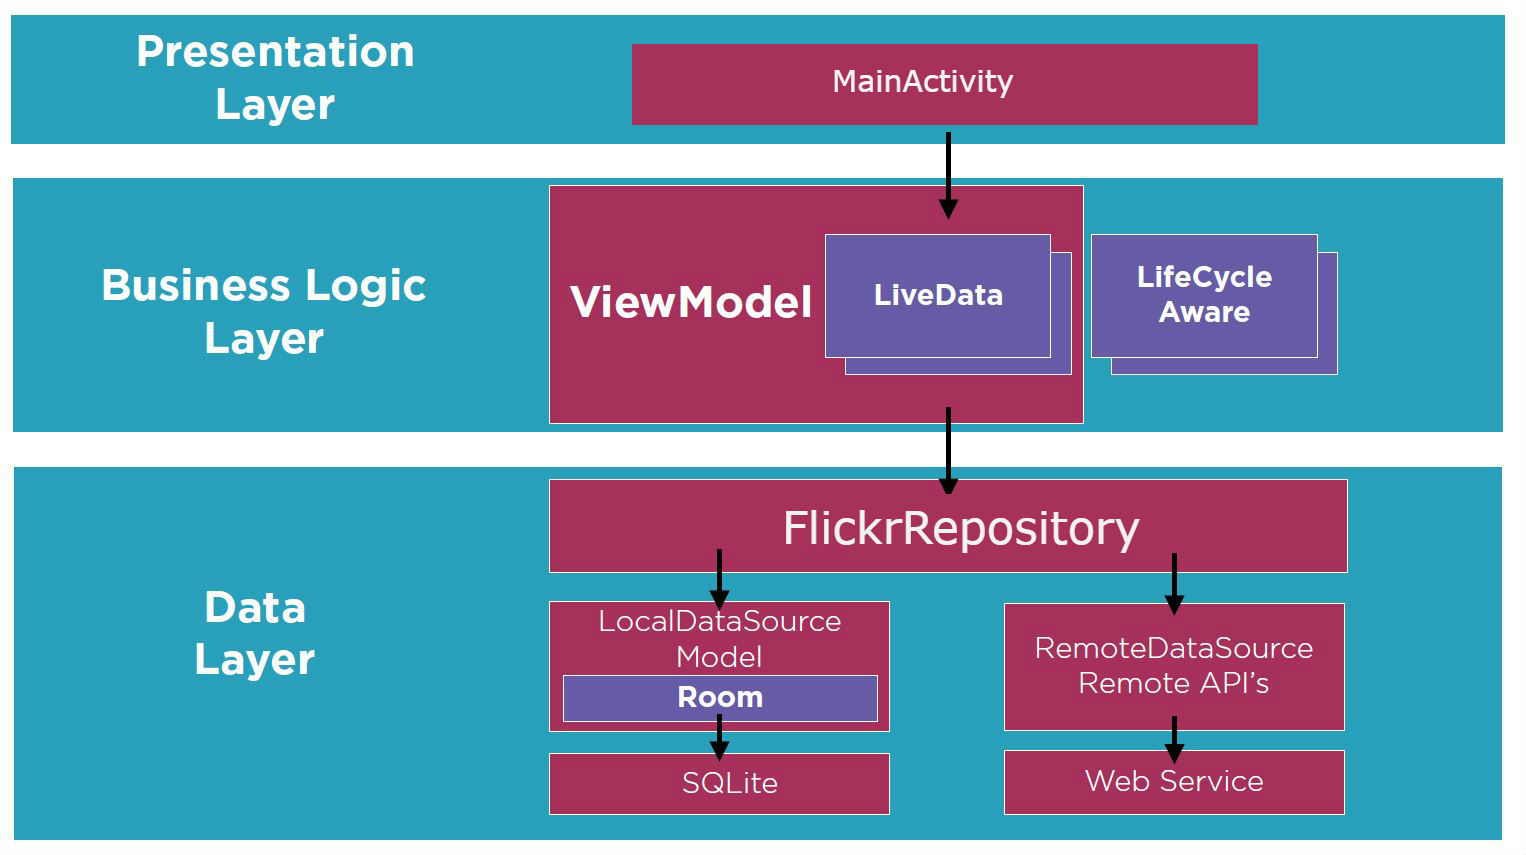 Presentation
Layer
MainActivity
Business Logic
Layer
ViewModel
LiveData
LifeCycle
Aware
Data
Layer
FlickrRepository
LocalDataSource
Model
Room
SQLite
RemoteDataSource
Remote API's
Web Service